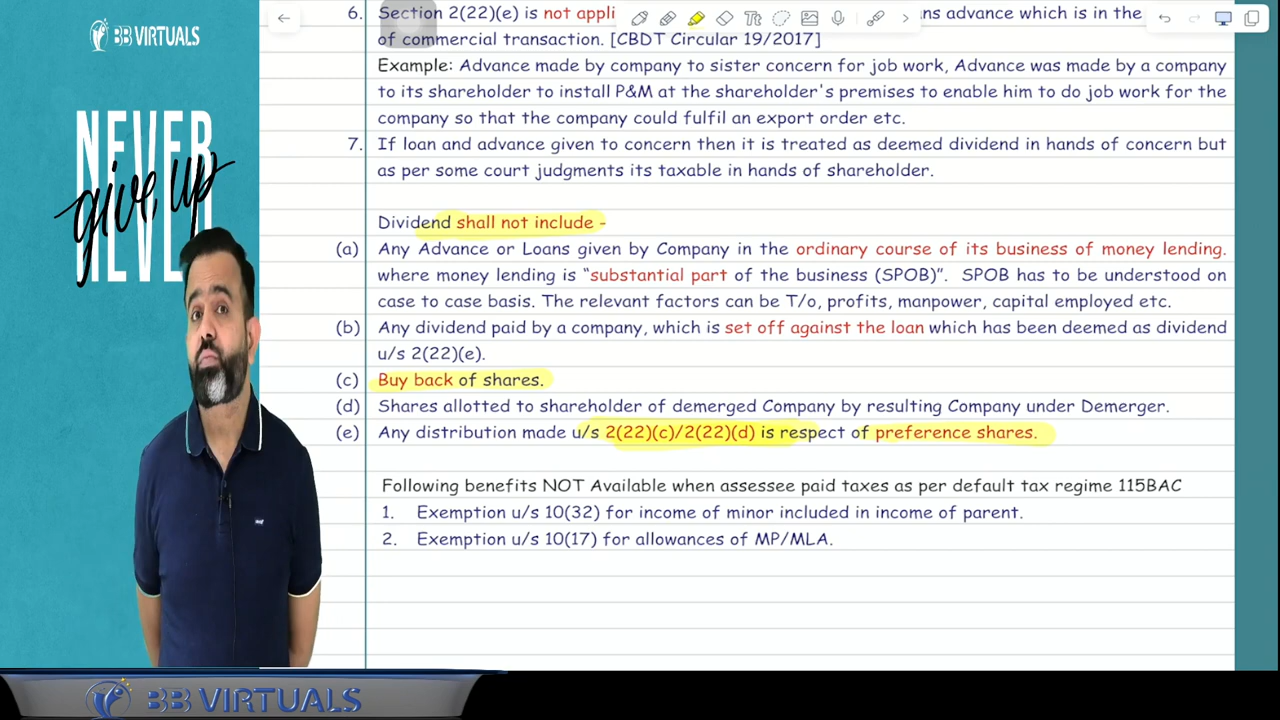 BB VIRTUALS
NEVER
give up
NEVER
6. Section 2(22)(e) is not appli ns advance which is in the
of commercial transaction. [CBDT Circular 19/2017]
Example: Advance made by company to sister concern for job work, Advance was made by a company
to its shareholder to install P&M at the shareholder's premises to enable him to do job work for the
company so that the company could fulfil an export order etc.
7. If loan and advance given to concern then it is treated as deemed dividend in hands of concern but
as per some court judgments its taxable in hands of shareholder.
Dividend shall not include -
(a) Any Advance or Loans given by Company in the ordinary course of its business of money lending.
where money lending is “substantial part of the business (SPOB)”. SPOB has to be understood on
case to case basis. The relevant factors can be T/o, profits, manpower, capital employed etc.
(b) Any dividend paid by a company, which is set off against the loan which has been deemed as dividend
u/s 2(22)(e).
(c) Buy back of shares.
(d) Shares allotted to shareholder of demerged Company by resulting Company under Demerger.
(e) Any distribution made u/s 2(22)(c)/2(22)(d) is respect of preference shares.
Following benefits NOT Available when assessee paid taxes as per default tax regime 115BAC
1. Exemption u/s 10(32) for income of minor included in income of parent.
2. Exemption u/s 10(17) for allowances of MP/MLA.
BB VIRTUALS